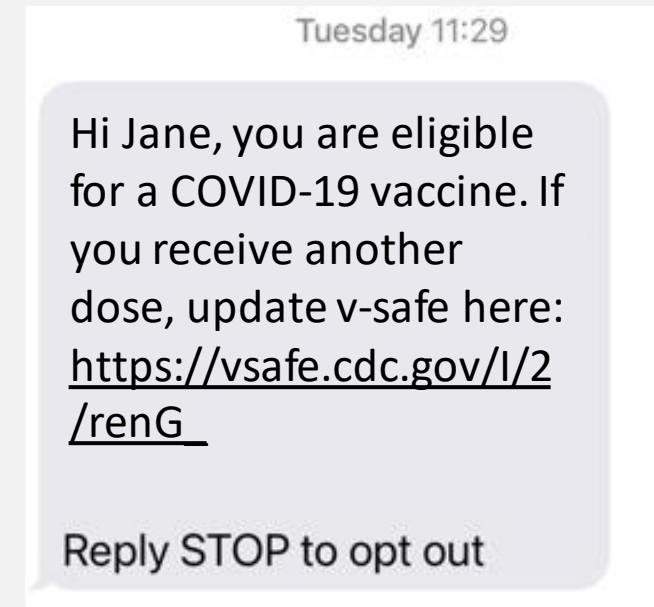 Tuesday 11:29
Hi Jane, you are eligible
for a COVID-19 vaccine. If
you receive another
dose, update v-safe here:
https://vsafe.cdc.gov/I/2
/renG_
Reply STOP to opt out